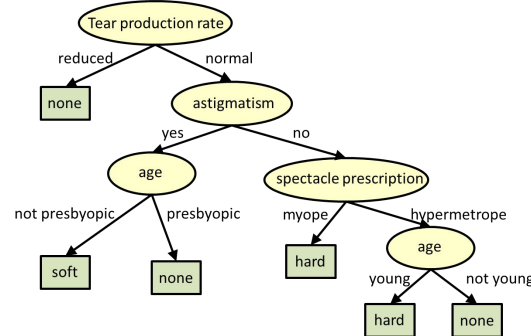 Tear production rate
reduced
normal
none
astigmatism
yes
no
age
spectacle prescription
not presbyopic
presbyopic
myope
hypermetrope
soft
none
hard
age
young
not young
hard
none